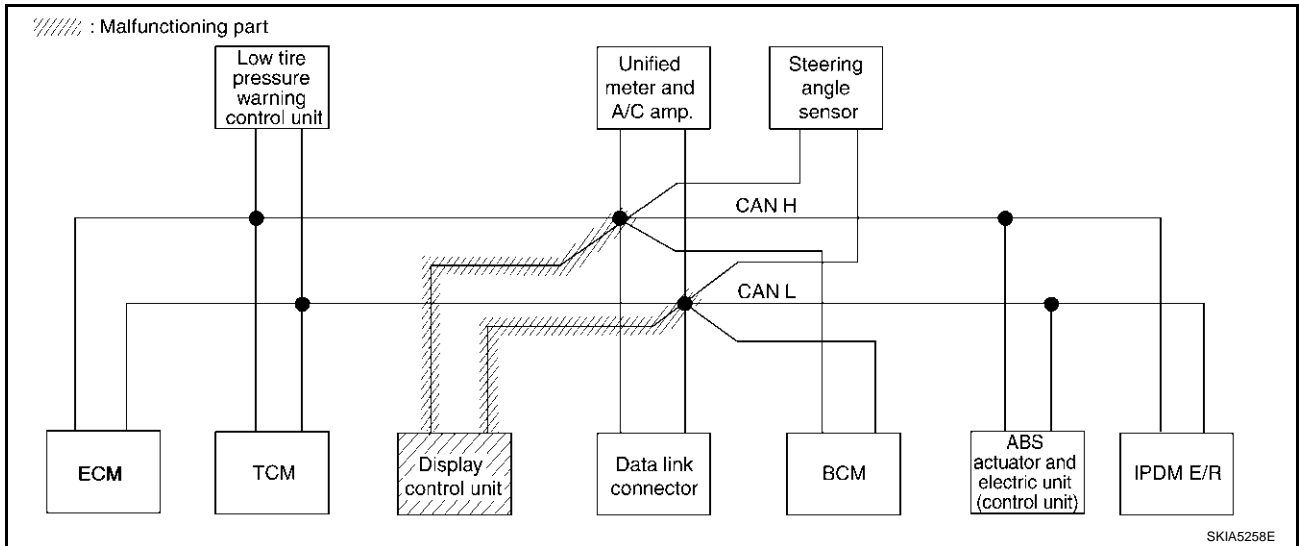 : Malfunctioning part
Low tire
pressure
warning
control unit
Unified
meter and
A/C amp.
Steering
angle
sensor
CAN H
CAN L
ECM
TCM
Display
control unit
Data link
connector
BCM
ABS
actuator and
electric unit
(control unit)
IPDM E/R
SKIA5258E